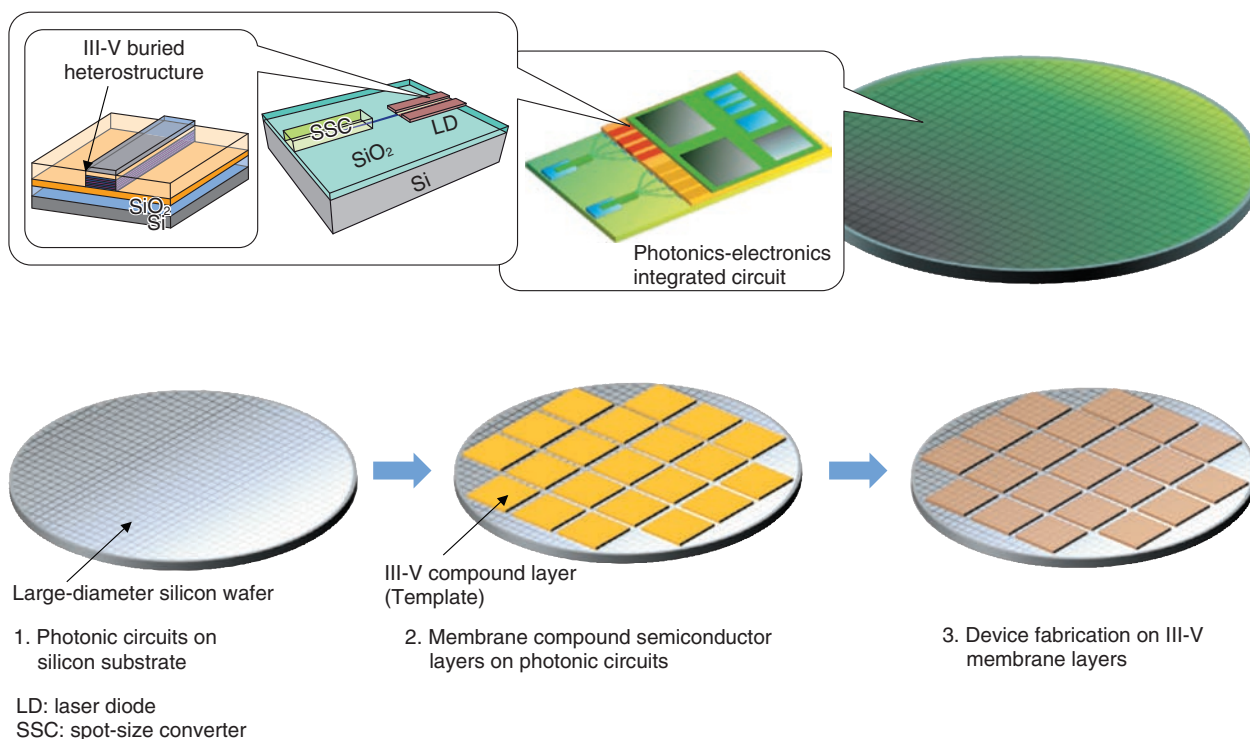 III-V buried
heterostructure
SSC
LD
SiO₂
Si
SiO₂
Si
Photonics-electronics
integrated circuit
Large-diameter silicon wafer
III-V compound layer
(Template)
1. Photonic circuits on
silicon substrate
2. Membrane compound semiconductor
layers on photonic circuits
3. Device fabrication on III-V
membrane layers
LD: laser diode
SSC: spot-size converter